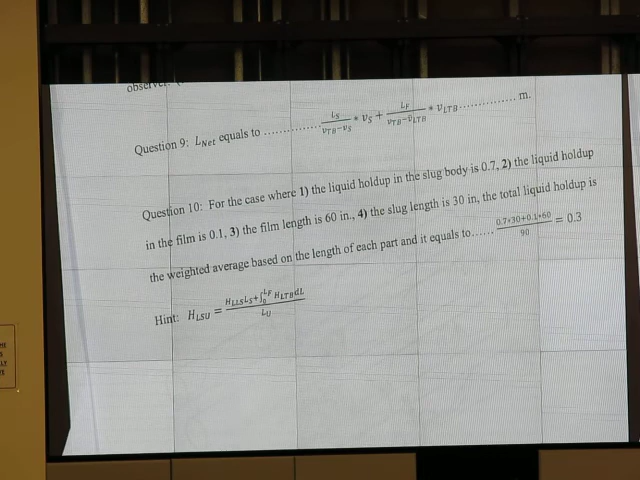 observer.
Question 9: L_Net equals to .............. L_S / (v_TB−v_S) * v_S + L_F / (v_TB−v_LTB) * v_LTB .............. m.
Question 10: For the case where 1) the liquid holdup in the slug body is 0.7, 2) the liquid holdup
in the film is 0.1, 3) the film length is 60 in., 4) the slug length is 30 in, the total liquid holdup is
the weighted average based on the length of each part and it equals to...... (0.7*30+0.1*60) / 90 = 0.3
Hint: H_LSU = (H_LLS L_S + ∫_0^L_F H_LTB dL) / L_U